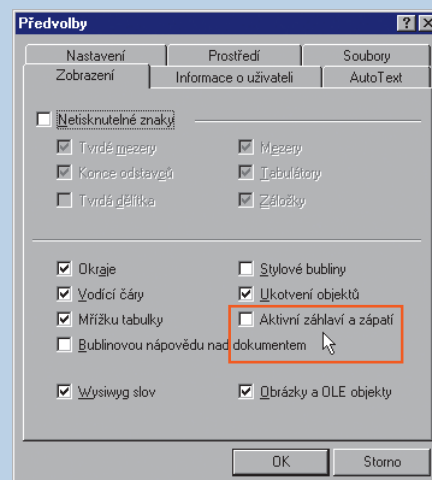 Předvolby
Nastavení Prostředí Soubory
Zobrazení Informace o uživateli AutoText
Netisknutelné znaky
Tvrdé mezery Mezery
Konce odstavců Tabulátory
Tvrdá dělítka Záložky
Okraje Stylové bubliny
Vodící čáry Ukotvení objektů
Mřížku tabulky Aktivní záhlaví a zápatí
Bublinovou nápovědu nad dokumentem
Wysiwyg slov Obrázky a OLE objekty
OK Storno